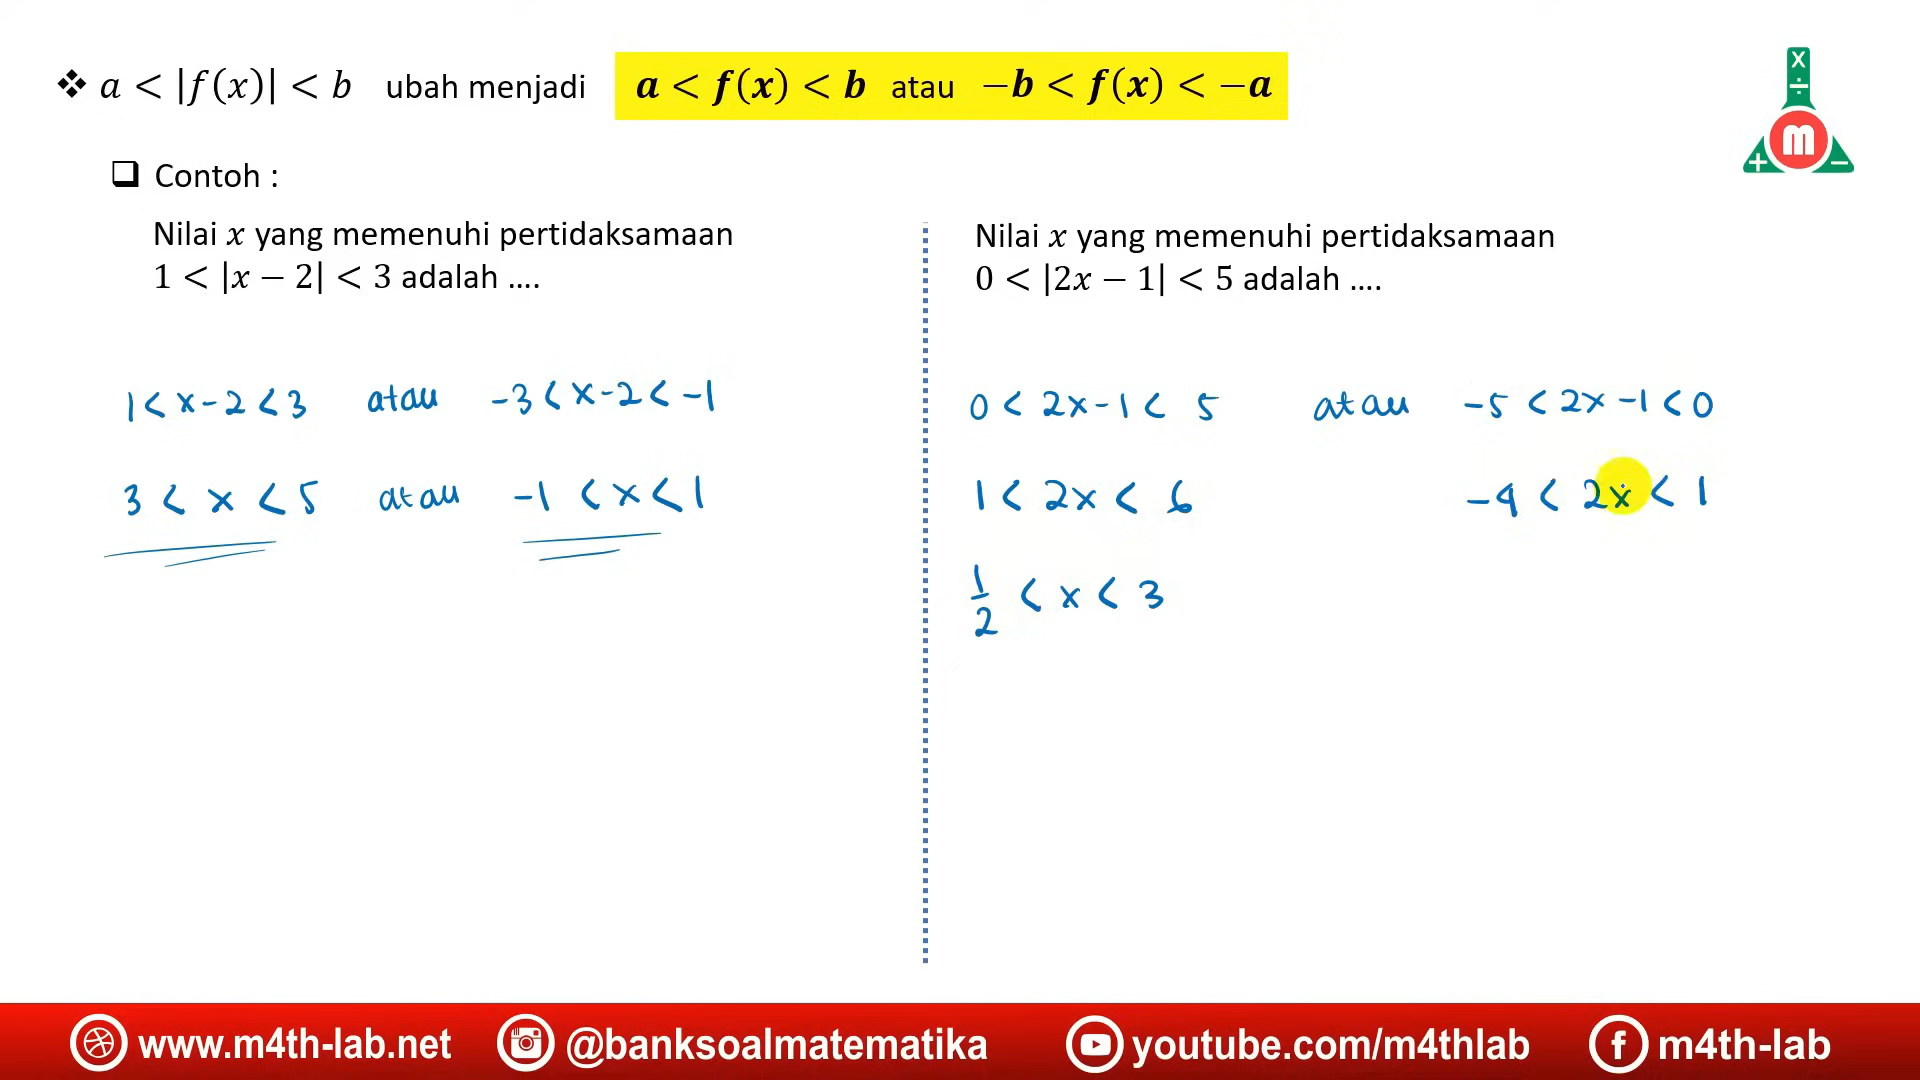 ❖ a < |f(x)| < b ubah menjadi a < f(x) < b atau −b < f(x) < −a
❑ Contoh :
Nilai x yang memenuhi pertidaksamaan
1 < |x − 2| < 3 adalah ....
1 < x - 2 < 3 atau -3 < x - 2 < -1
3 < x < 5 atau -1 < x < 1
Nilai x yang memenuhi pertidaksamaan
0 < |2x − 1| < 5 adalah ....
0 < 2x - 1 < 5 atau -5 < 2x - 1 < 0
1 < 2x < 6 -4 < 2x < 1
1/2 < x < 3
X ÷ + m −
www.m4th-lab.net @banksoalmatematika youtube.com/m4thlab m4th-lab